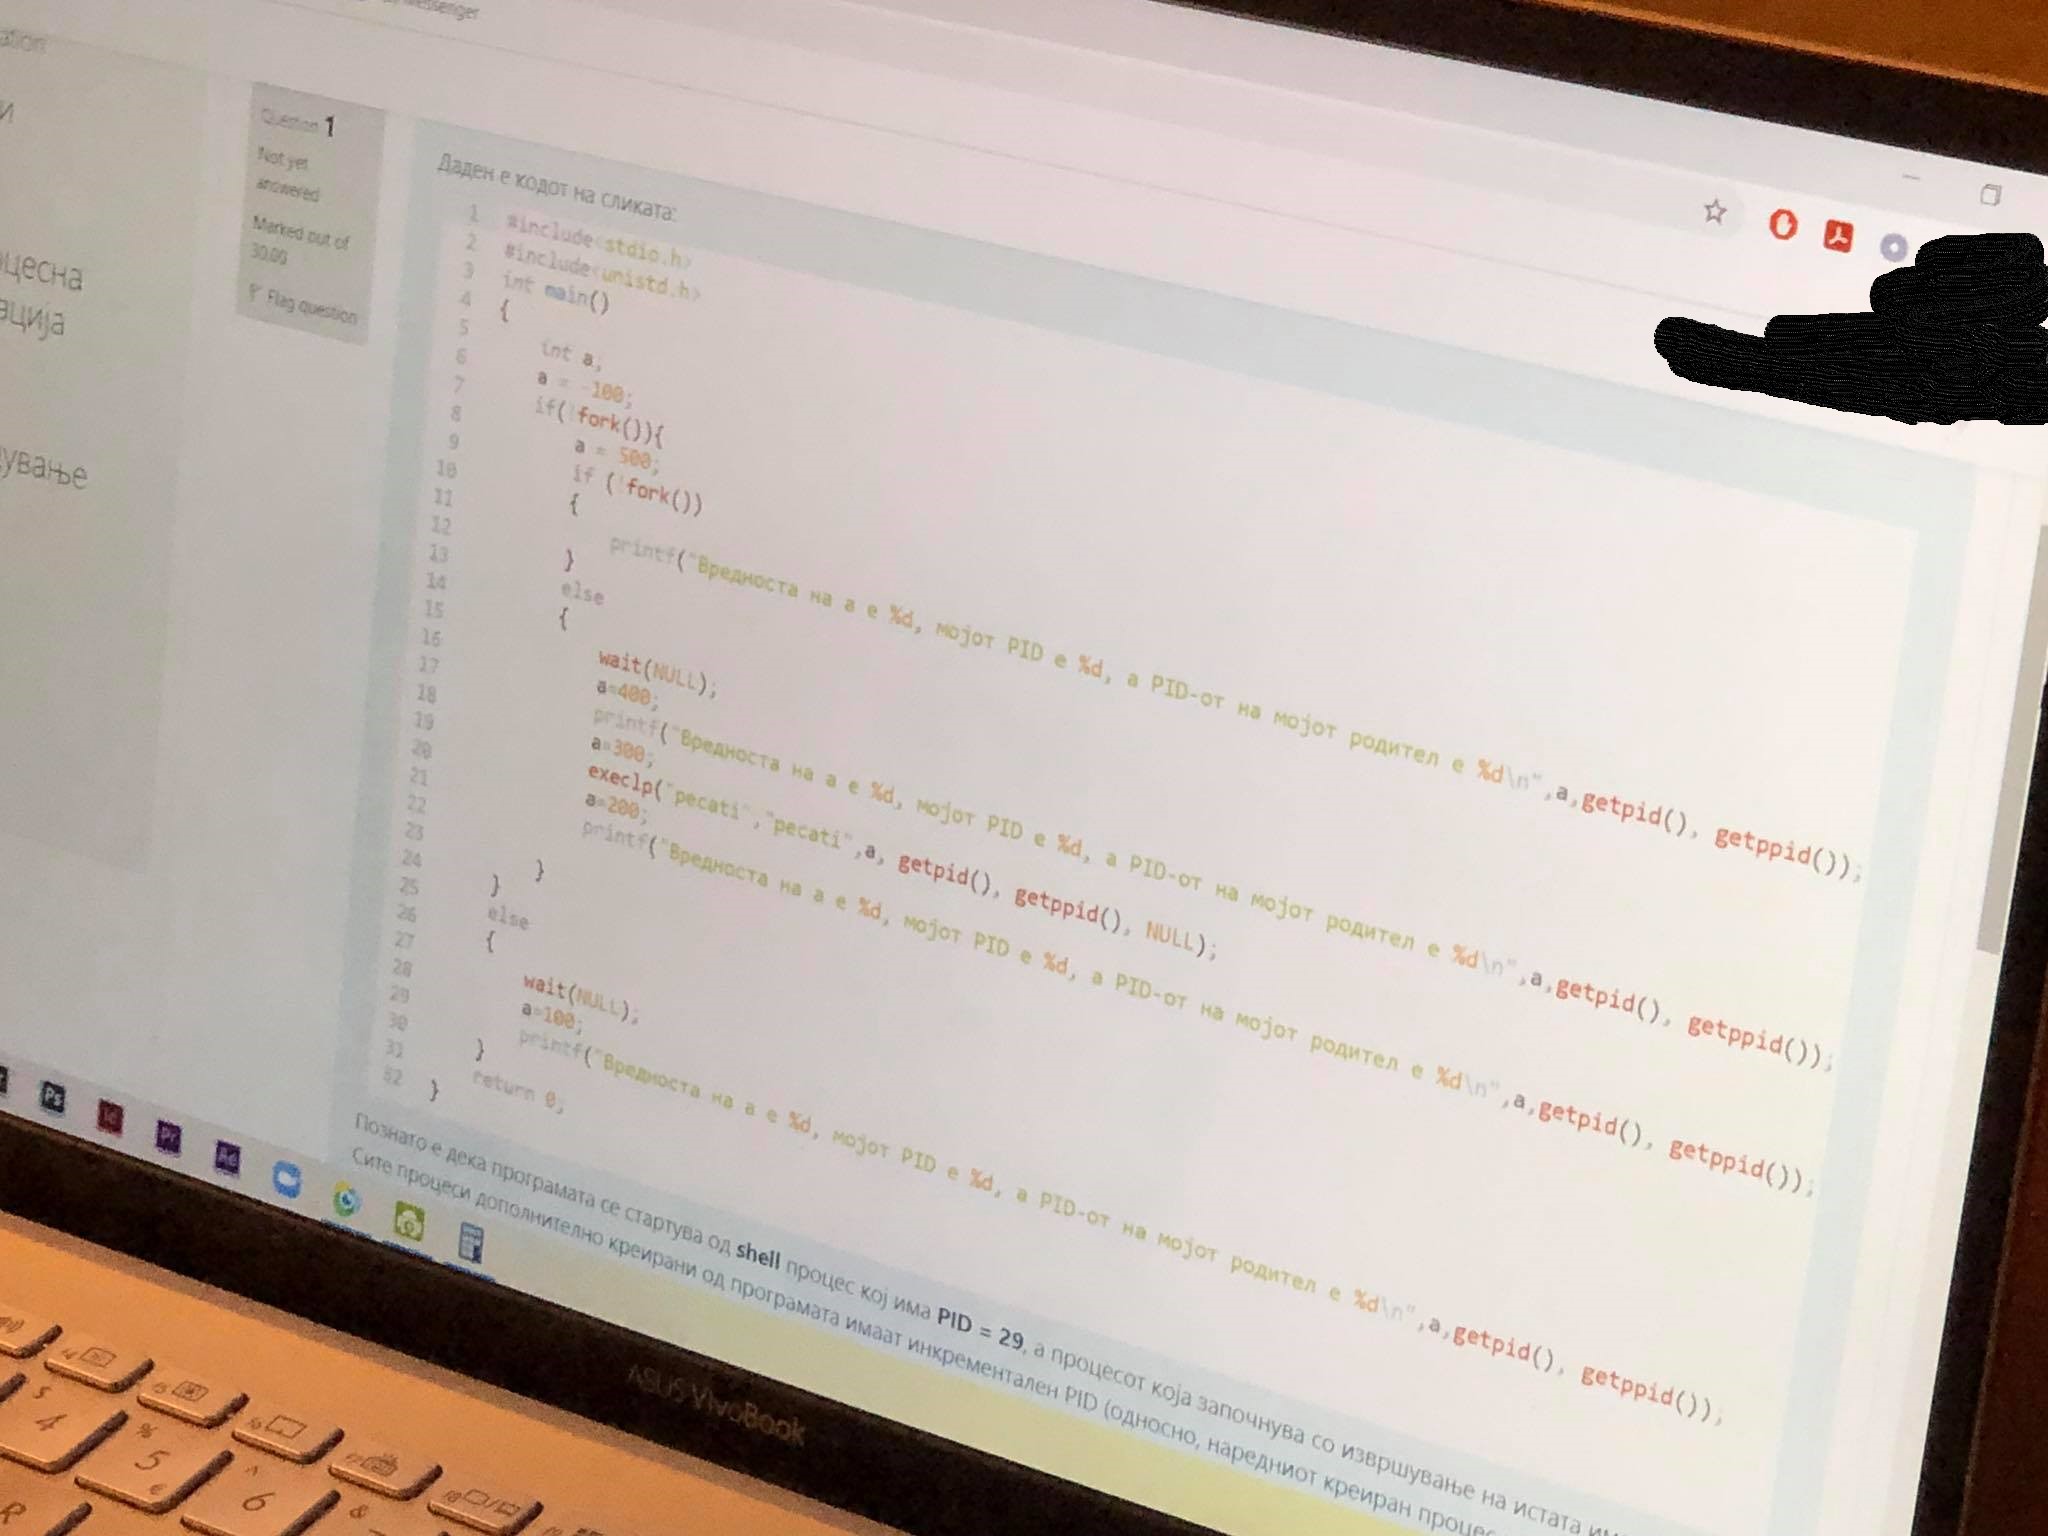 Messenger
ation
и
цесна
ација
ување
Question 1
Not yet
answered
Marked out of
30.00
Flag question
Даден е кодот на сликата:
1 #include<stdio.h>
2 #include<unistd.h>
3 int main()
4 {
5
6 int a;
7 a = -100;
8 if(!fork()){
9 a = 500;
10 if (!fork())
11 {
12 printf("Вредноста на а е %d, мојот PID е %d, а PID-от на мојот родител е %d\n",a,getpid(), getppid());
13 }
14 else
15 {
16 wait(NULL);
17 a=400;
18 printf("Вредноста на а е %d, мојот PID е %d, а PID-от на мојот родител е %d\n",a,getpid(), getppid());
19 a=300;
20 execlp("pecati","pecati",a, getpid(), getppid(), NULL);
21 a=200;
22 printf("Вредноста на а е %d, мојот PID е %d, а PID-от на мојот родител е %d\n",a,getpid(), getppid());
23 }
24 }
25 else
26 {
27 wait(NULL);
28 a=100;
29 printf("Вредноста на а е %d, мојот PID е %d, а PID-от на мојот родител е %d\n",a,getpid(), getppid());
30 }
31 return 0;
32 }
Познато е дека програмата се стартува од shell процес кој има PID = 29, а процесот која започнува со извршување на истата
Сите процеси дополнително креирани од програмата имаат инкрементален PID (односно, наредниот креиран
Ps
Pr
Ae
ASUS VivoBook
$
4
%
5
€
^
6
&
R